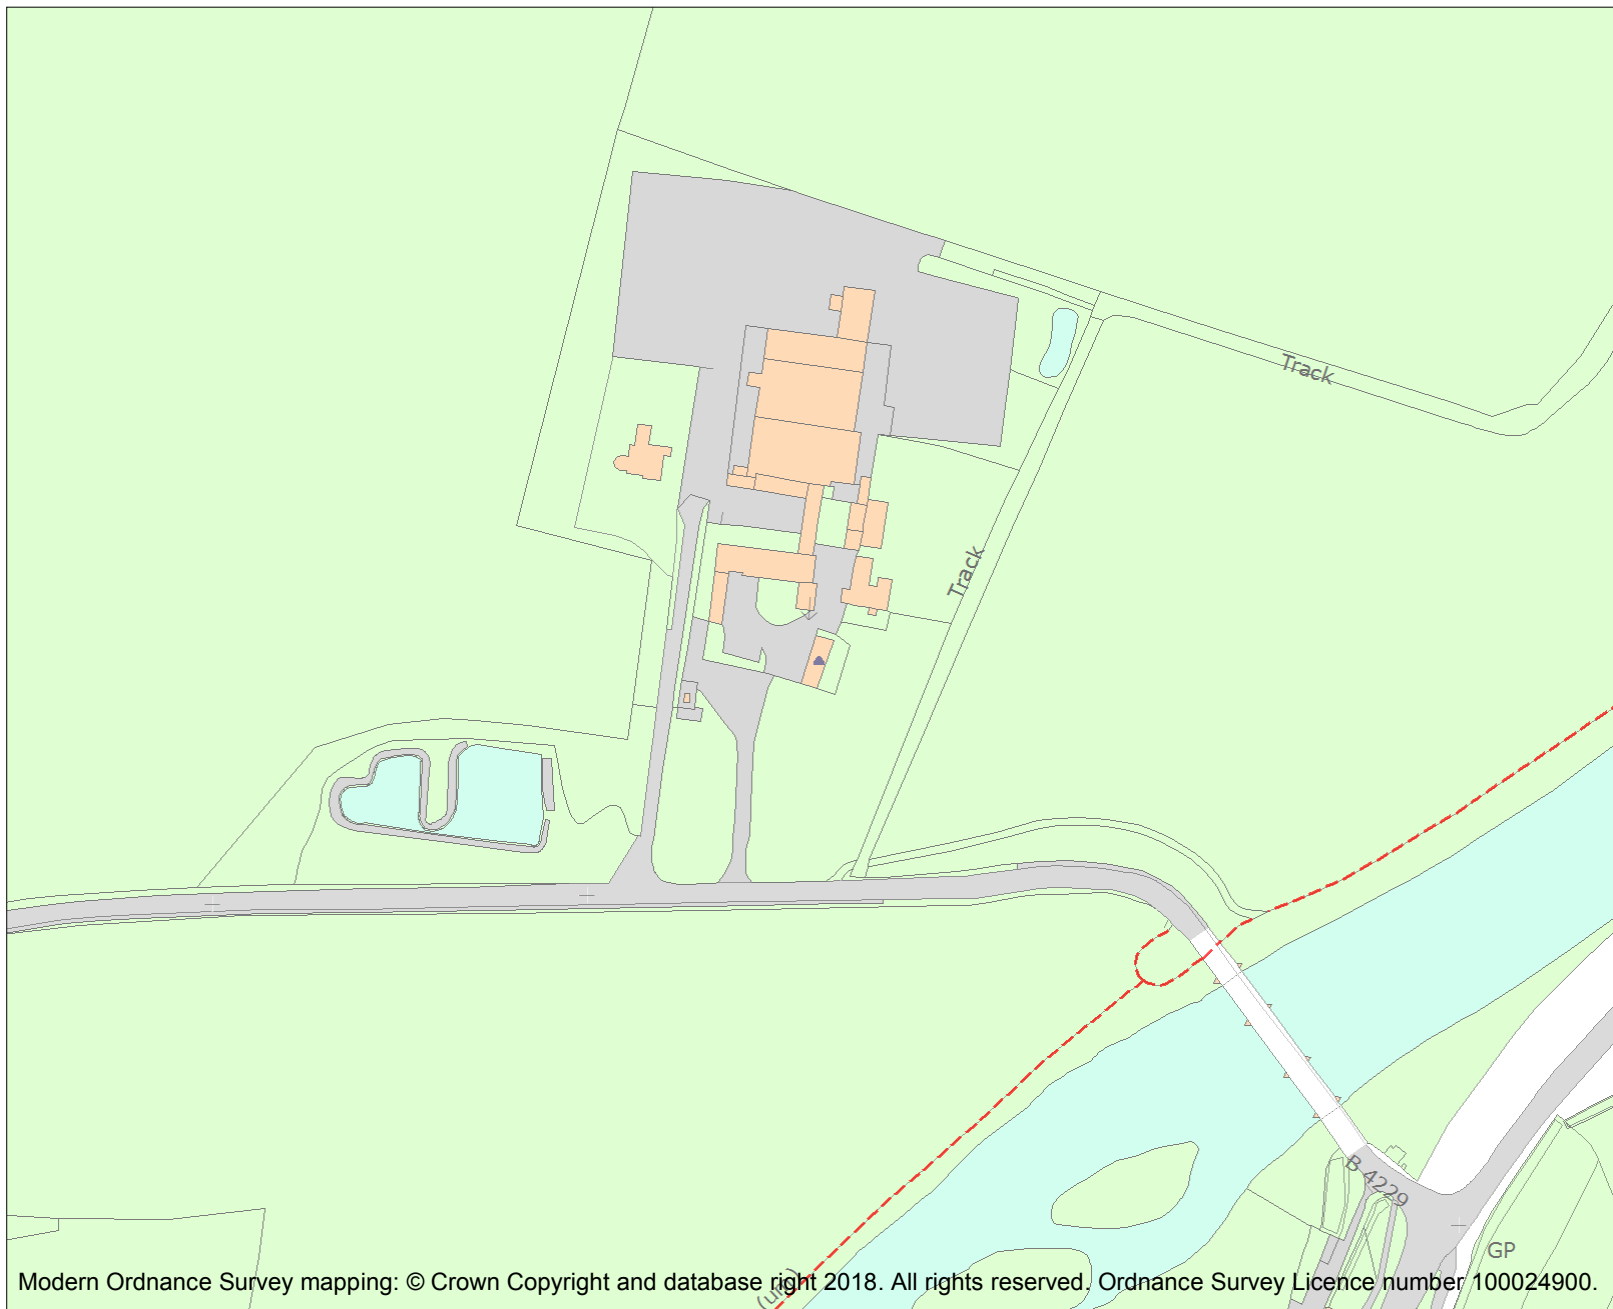 Track
Track
B 4229
GP
Modern Ordnance Survey mapping: © Crown Copyright and database right 2018. All rights reserved. Ordnance Survey Licence number 100024900.